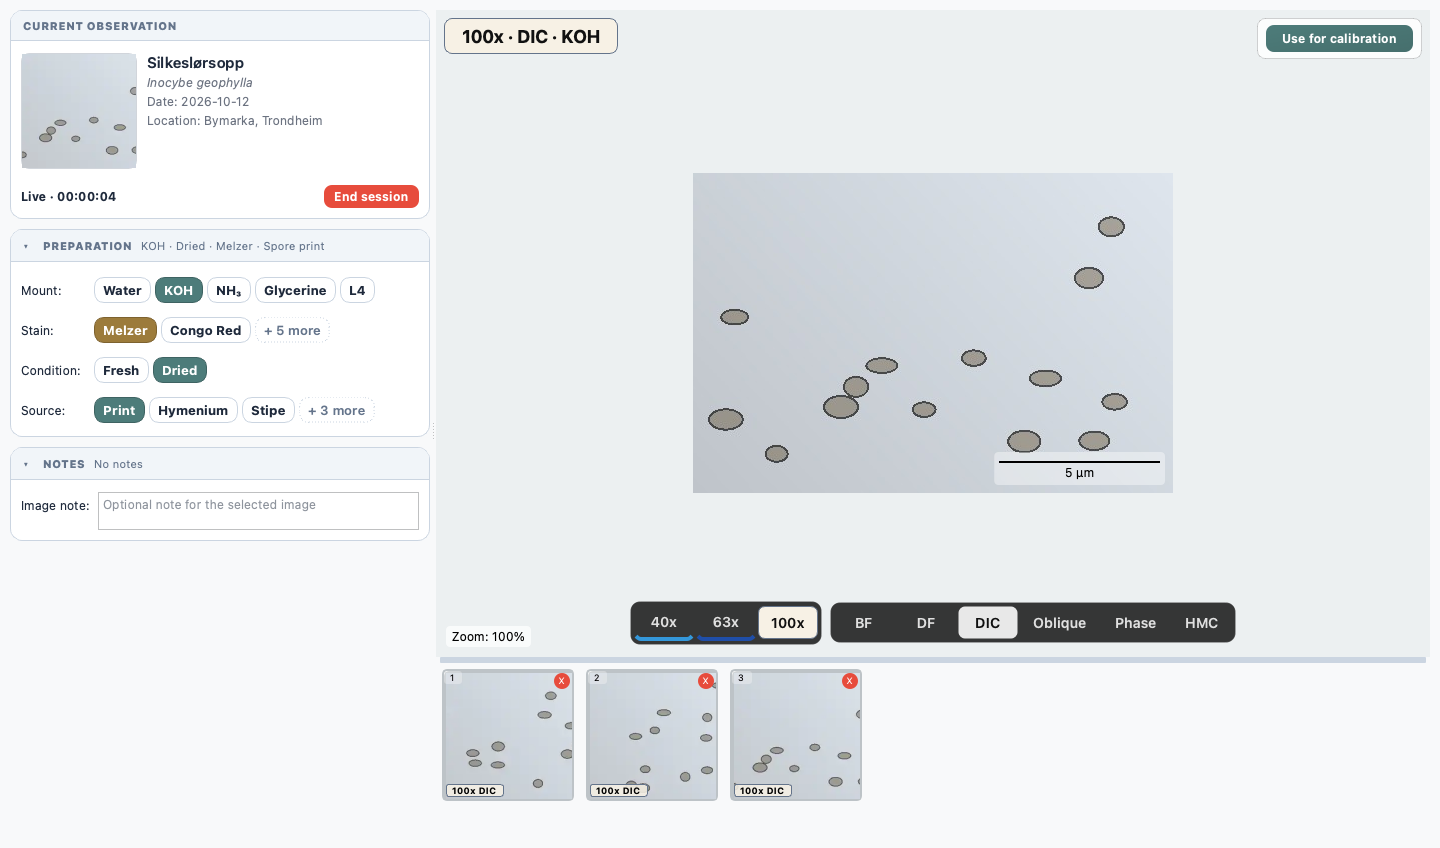 CURRENT OBSERVATION
Silkeslørsopp
Inocybe geophylla
Date: 2026-10-12
Location: Bymarka, Trondheim
Live · 00:00:04
End session
PREPARATION KOH · Dried · Melzer · Spore print
Mount: Water KOH NH₃ Glycerine L4
Stain: Melzer Congo Red + 5 more
Condition: Fresh Dried
Source: Print Hymenium Stipe + 3 more
NOTES No notes
Image note: Optional note for the selected image
100x · DIC · KOH
Use for calibration
5 µm
Zoom: 100%
40x 63x 100x
BF DF DIC Oblique Phase HMC
1 X
100x DIC
2 X
100x DIC
3 X
100x DIC